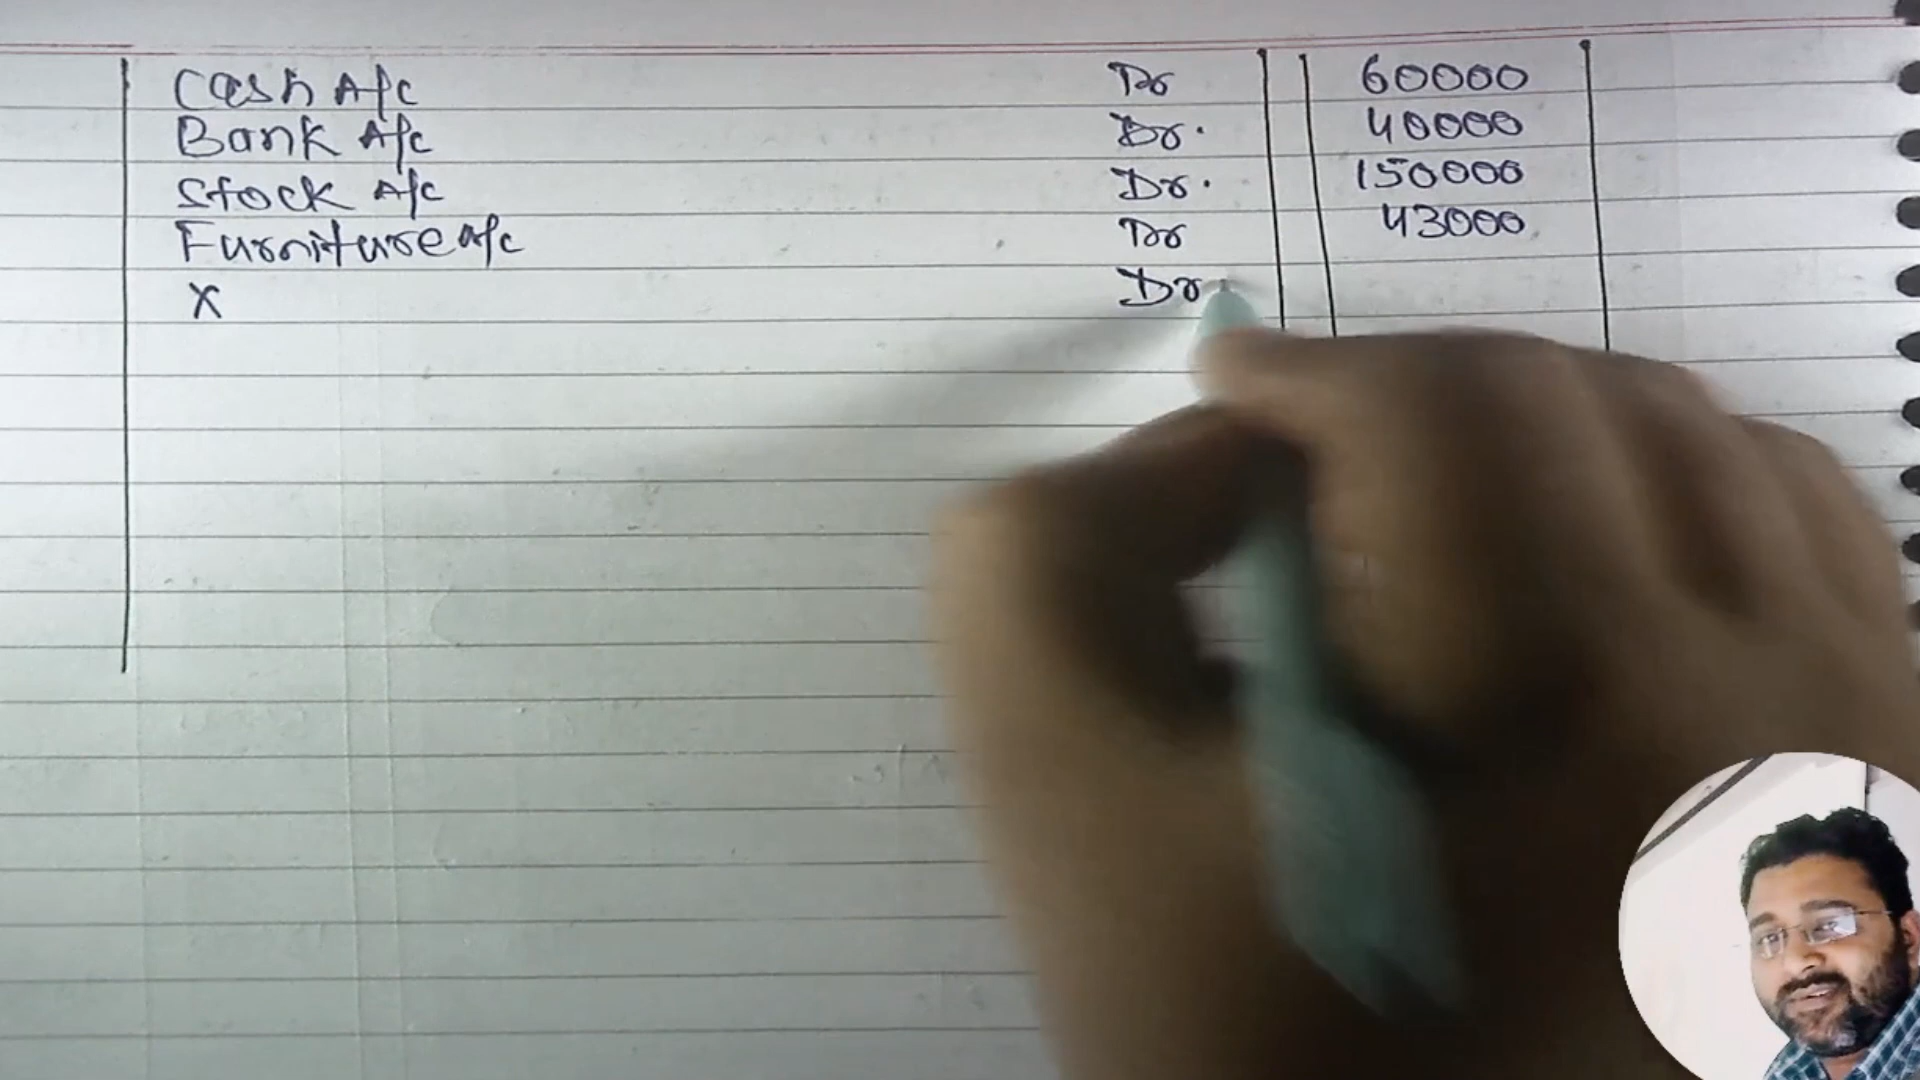 Cash A/c Dr 60000
Bank A/c Dr. 40000
Stock A/c Dr. 150000
Furniture A/c Dr 43000
X Dr